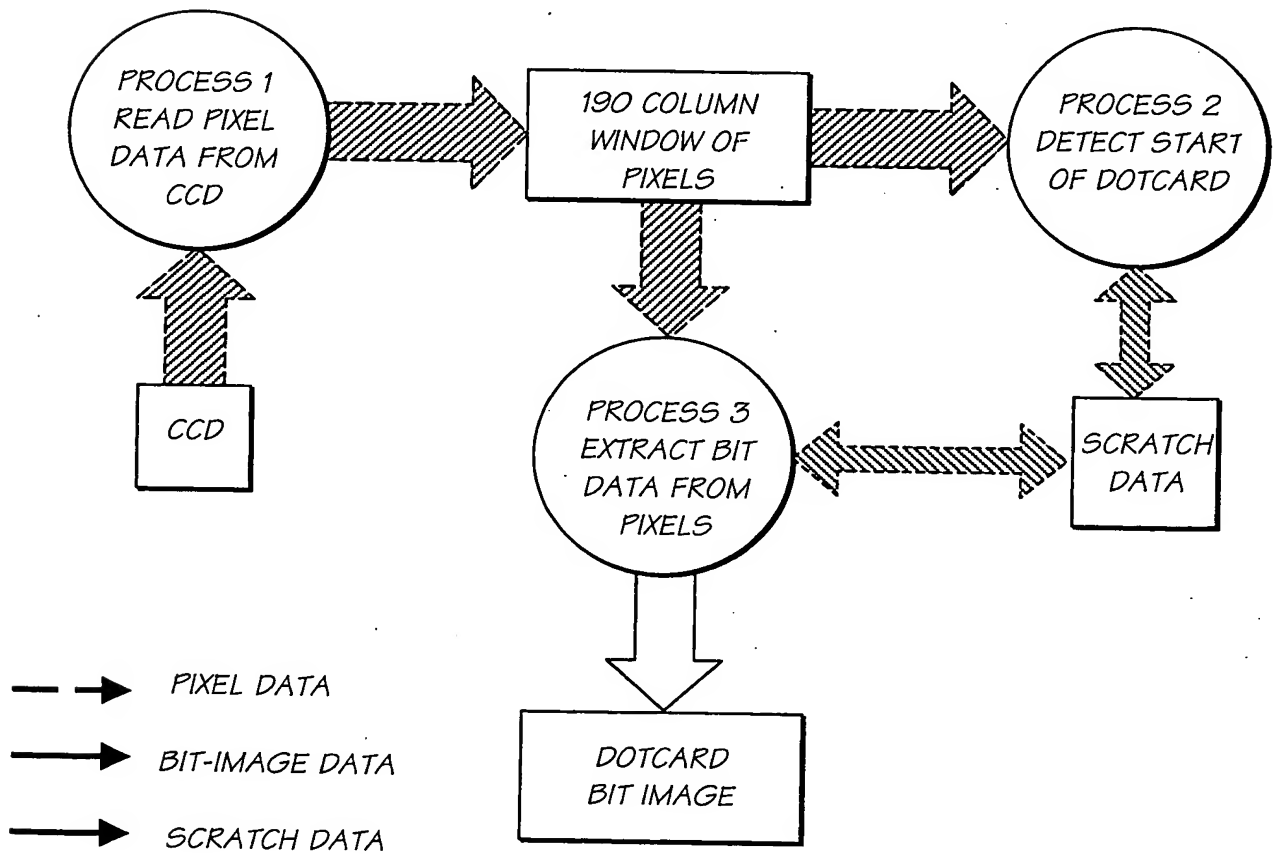 PROCESS 1
READ PIXEL
DATA FROM
CCD
190 COLUMN
WINDOW OF
PIXELS
PROCESS 2
DETECT START
OF DOTCARD
CCD
PROCESS 3
EXTRACT BIT
DATA FROM
PIXELS
SCRATCH
DATA
DOTCARD
BIT IMAGE
PIXEL DATA
BIT-IMAGE DATA
SCRATCH DATA